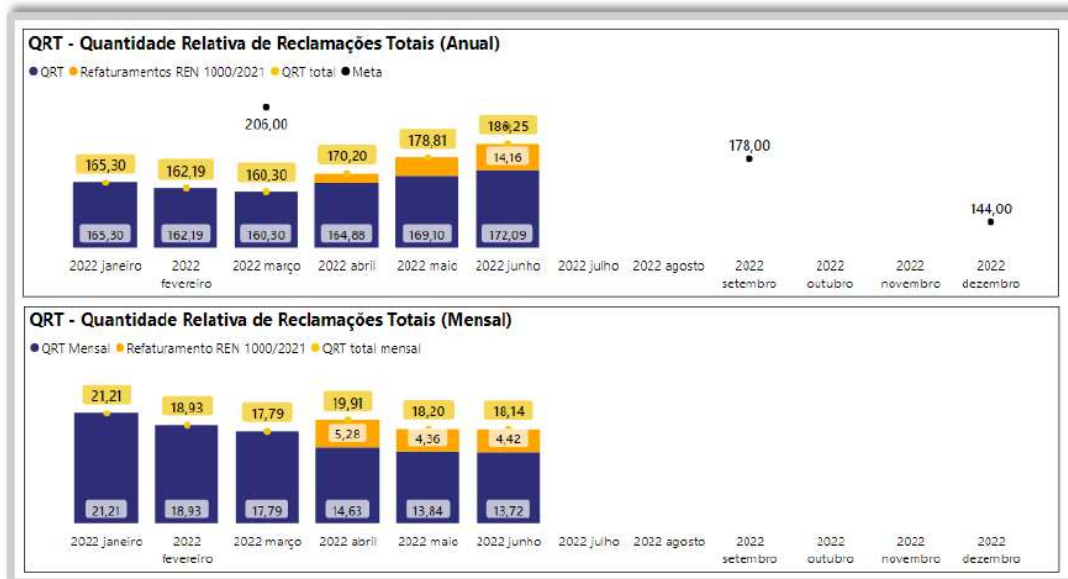 QRT - Quantidade Relativa de Reclamações Totais (Anual)
QRT Refaturamentos REN 1000/2021 QRT total Meta
206,00
186,25
178,81
170,20
165,30
162,19
160,30
14,16
178,00
144,00
165,30 162,19 160,30 164,88 169,10 172,09
2022 janeiro 2022 fevereiro 2022 março 2022 abril 2022 maio 2022 junho 2022 julho 2022 agosto 2022 setembro 2022 outubro 2022 novembro 2022 dezembro
QRT - Quantidade Relativa de Reclamações Totais (Mensal)
QRT Mensal Refaturamento REN 1000/2021 QRT total mensal
21,21 18,93 17,79 19,91 18,20 18,14
5,28 4,36 4,42
21,21 18,93 17,79 14,63 13,84 13,72
2022 janeiro 2022 fevereiro 2022 março 2022 abril 2022 maio 2022 junho 2022 julho 2022 agosto 2022 setembro 2022 outubro 2022 novembro 2022 dezembro